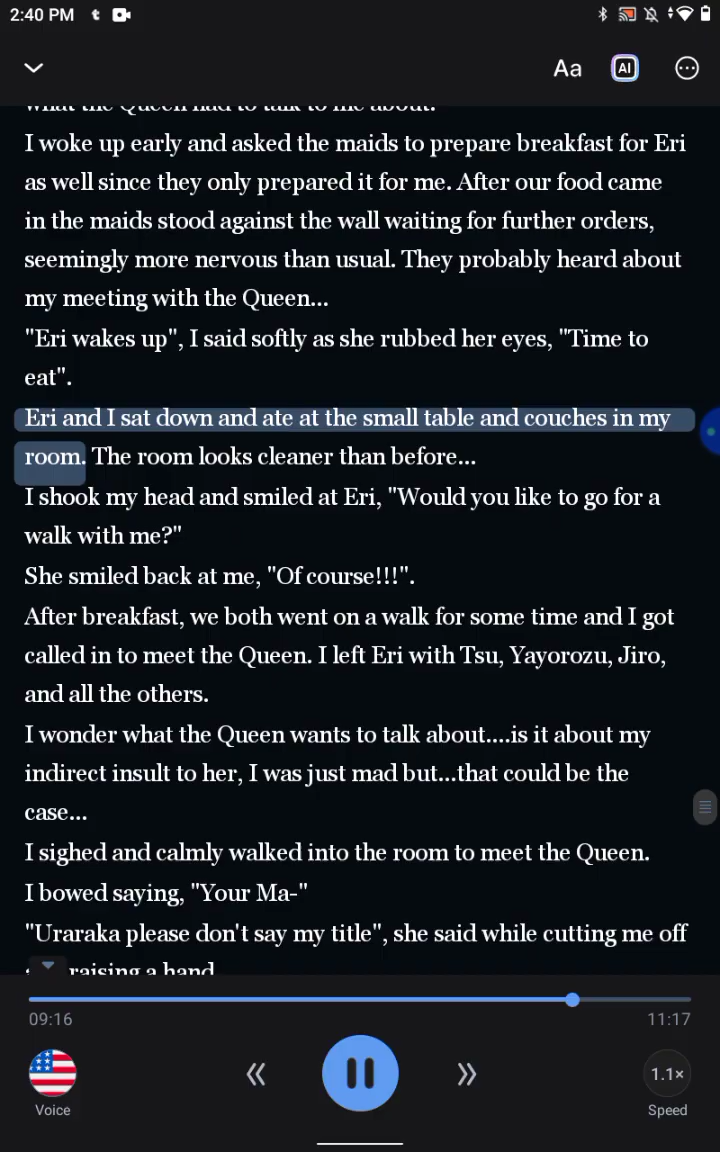 2:40 PM t
Aa AI
what the Queen had to talk to me about.
I woke up early and asked the maids to prepare breakfast for Eri
as well since they only prepared it for me. After our food came
in the maids stood against the wall waiting for further orders,
seemingly more nervous than usual. They probably heard about
my meeting with the Queen...
"Eri wakes up", I said softly as she rubbed her eyes, "Time to
eat".
Eri and I sat down and ate at the small table and couches in my
room. The room looks cleaner than before...
I shook my head and smiled at Eri, "Would you like to go for a
walk with me?"
She smiled back at me, "Of course!!!".
After breakfast, we both went on a walk for some time and I got
called in to meet the Queen. I left Eri with Tsu, Yayorozu, Jiro,
and all the others.
I wonder what the Queen wants to talk about....is it about my
indirect insult to her, I was just mad but...that could be the
case...
I sighed and calmly walked into the room to meet the Queen.
I bowed saying, "Your Ma-"
"Uraraka please don't say my title", she said while cutting me off
raising a hand
09:16 11:17
1.1×
Voice Speed